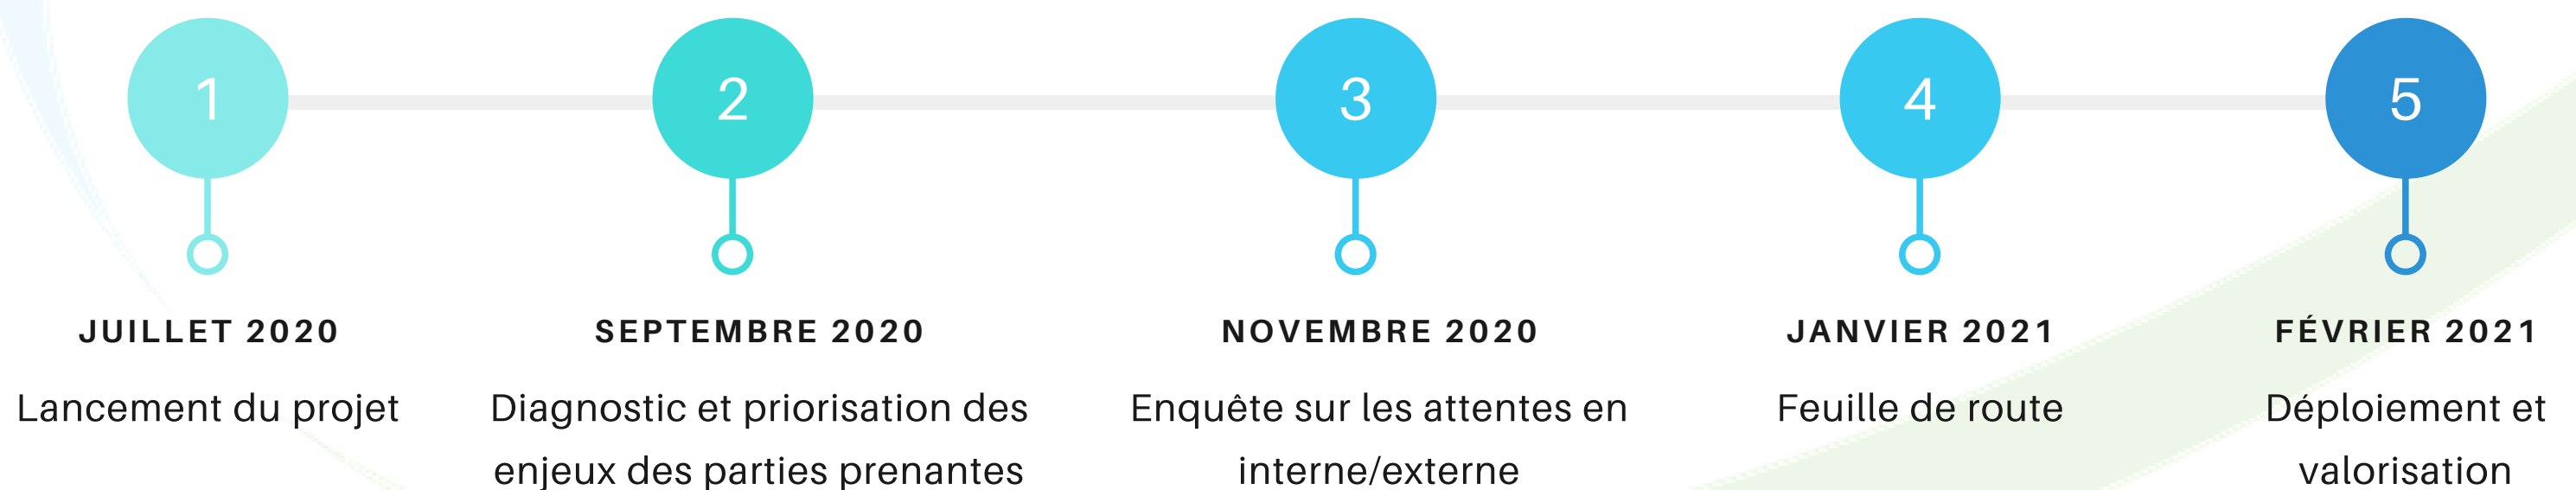 1
2
3
4
5
JUILLET 2020
Lancement du projet
SEPTEMBRE 2020
Diagnostic et priorisation des
enjeux des parties prenantes
NOVEMBRE 2020
Enquête sur les attentes en
interne/externe
JANVIER 2021
Feuille de route
FÉVRIER 2021
Déploiement et
valorisation